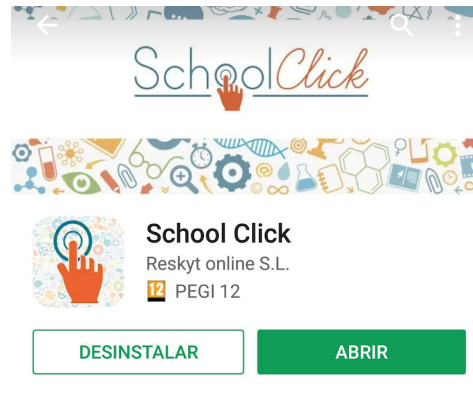 SchoolClick
School Click
Reskyt online S.L.
12 PEGI 12
DESINSTALAR
ABRIR